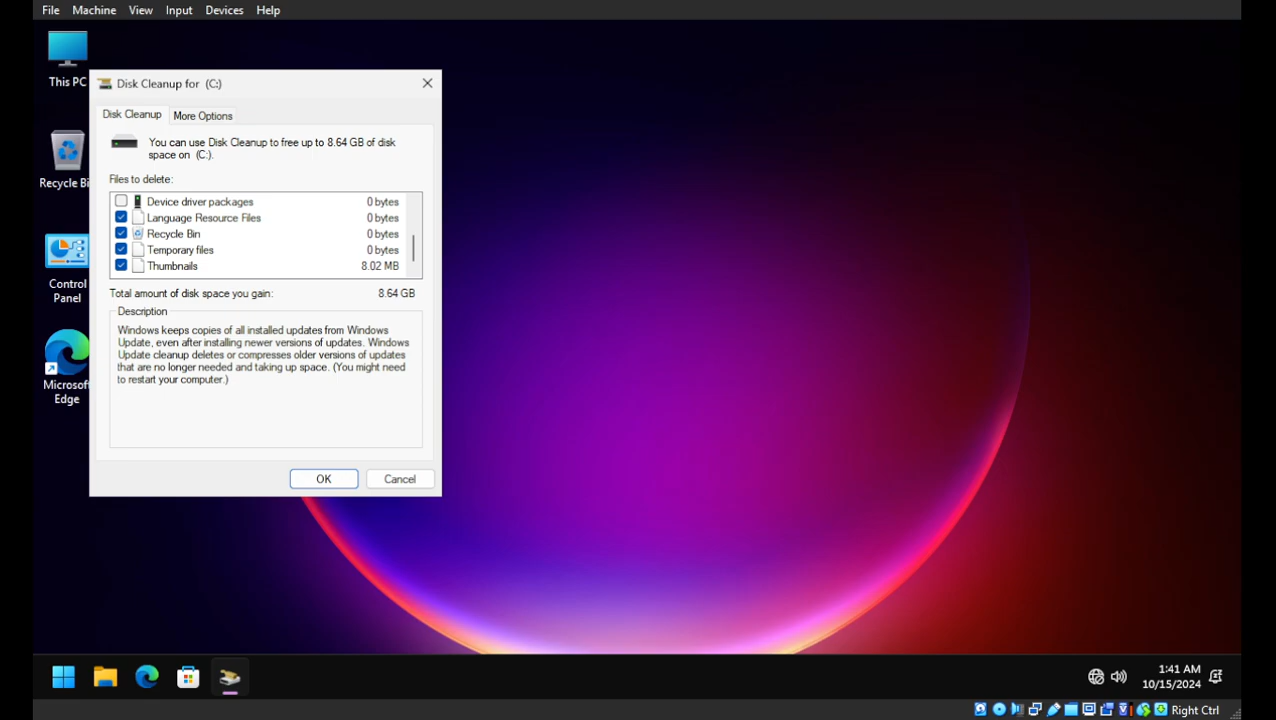 File Machine View Input Devices Help
This PC
Recycle Bi
Control
Panel
Microsof
Edge
Disk Cleanup for (C:)
Disk Cleanup More Options
You can use Disk Cleanup to free up to 8.64 GB of disk
space on (C:).
Files to delete:
Device driver packages 0 bytes
Language Resource Files 0 bytes
Recycle Bin 0 bytes
Temporary files 0 bytes
Thumbnails 8.02 MB
Total amount of disk space you gain: 8.64 GB
Description
Windows keeps copies of all installed updates from Windows
Update, even after installing newer versions of updates. Windows
Update cleanup deletes or compresses older versions of updates
that are no longer needed and taking up space. (You might need
to restart your computer.)
OK Cancel
1:41 AM
10/15/2024
Right Ctrl